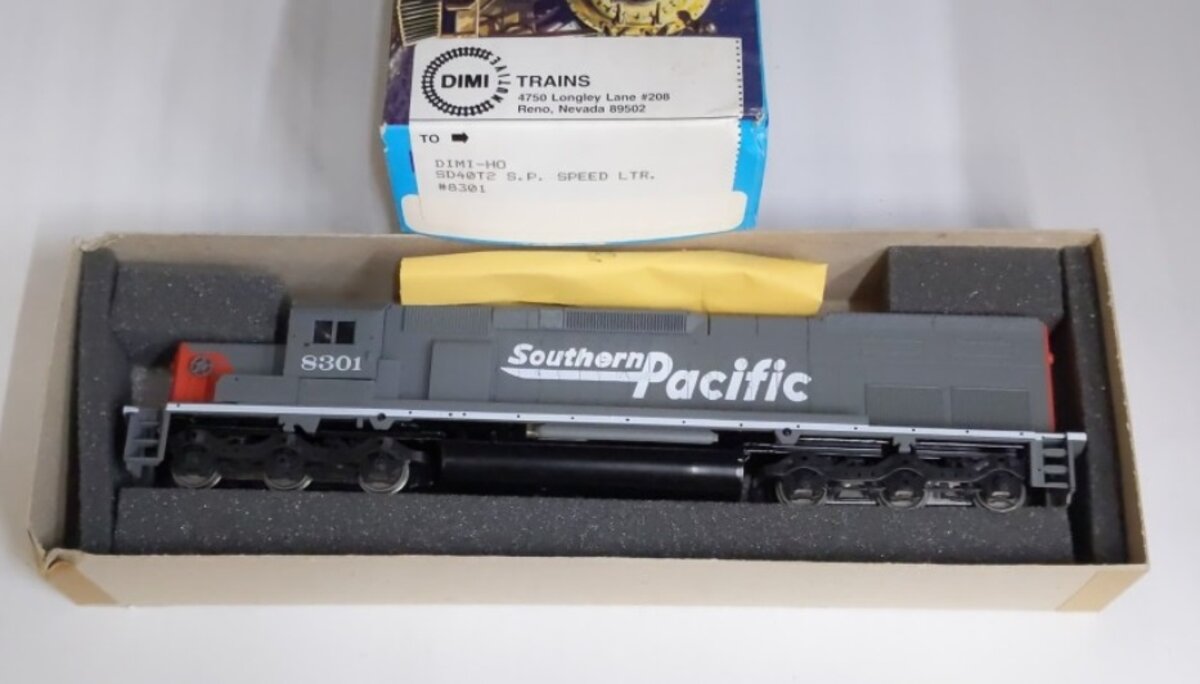 DIMI
TRAINS
4750 Longley Lane #208
Reno, Nevada 89502
TO
DIMI-HO
SD40T2 S.P. SPEED LTR.
#8301
8301
Southern
Pacific